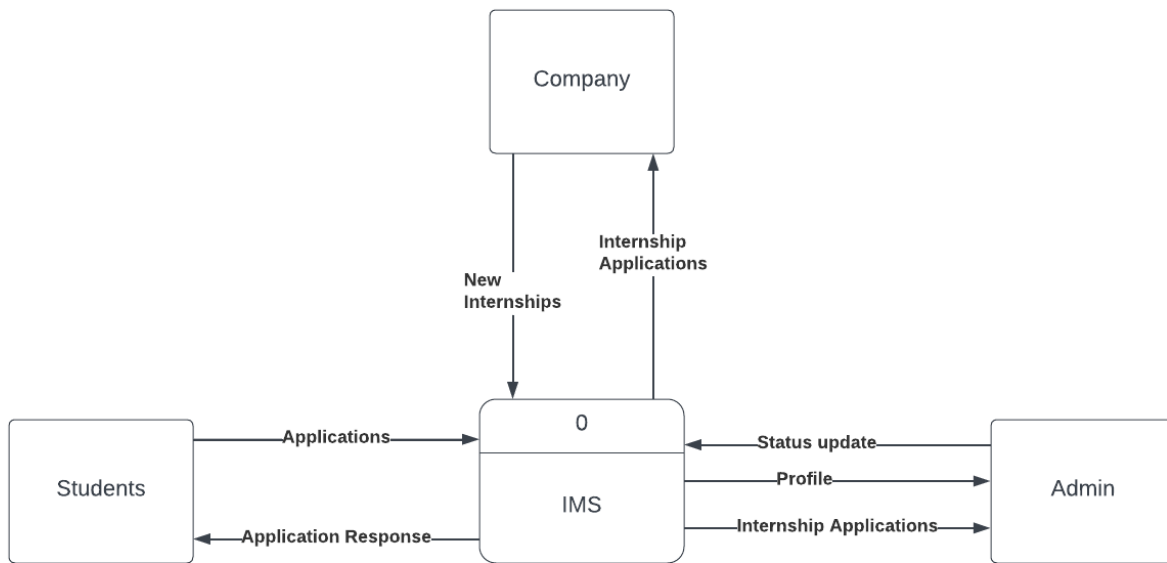 Company
Internship
Applications
New
Internships
0
Applications
Status update
Profile
Students
IMS
Admin
Internship Applications
Application Response